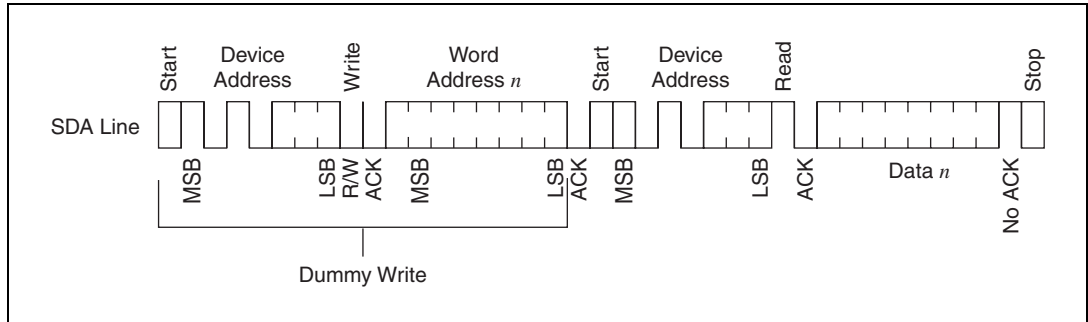 Start
Device
Address
Write
Word
Address n
Start
Device
Address
Read
Stop
SDA Line
MSB
LSB
R/W
ACK
MSB
LSB
ACK
MSB
LSB
ACK
Data n
No ACK
Dummy Write